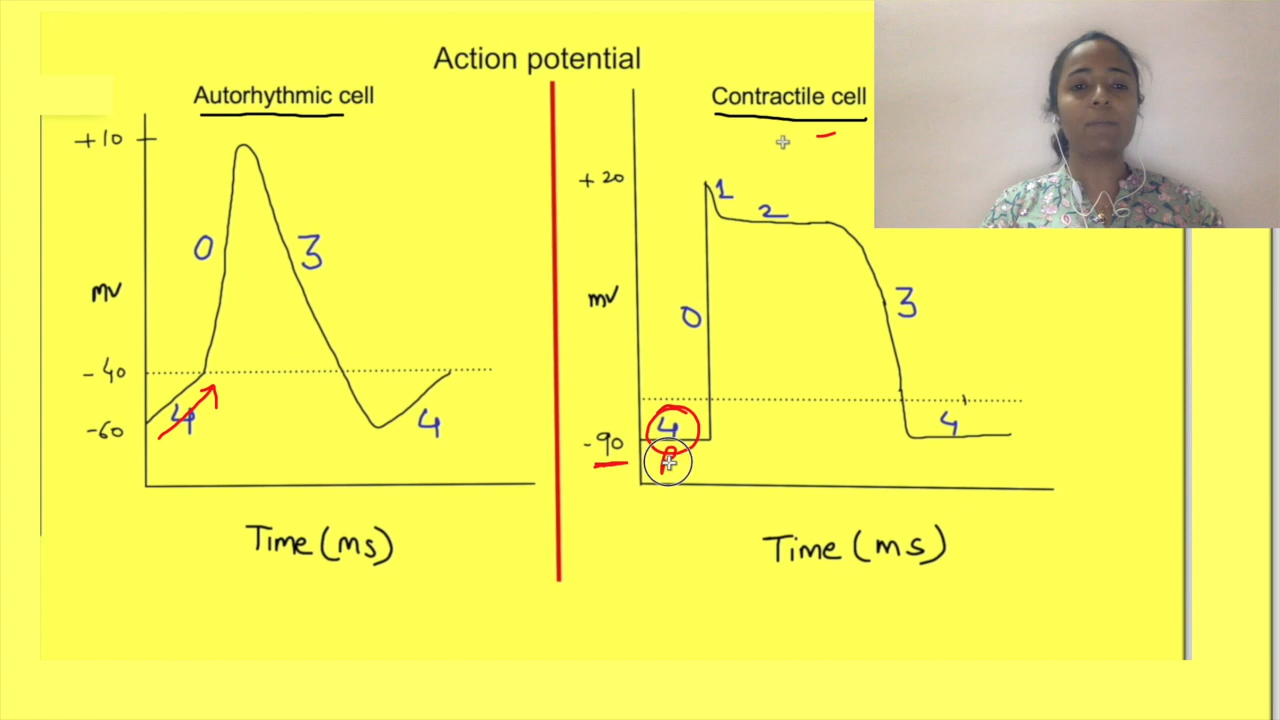 Action potential
Autorhythmic cell
+10
0
3
mv
-40
4
-60
4
Time (ms)
Contractile cell
+20
1
2
mv
0
3
4
-90
4
Time (ms)